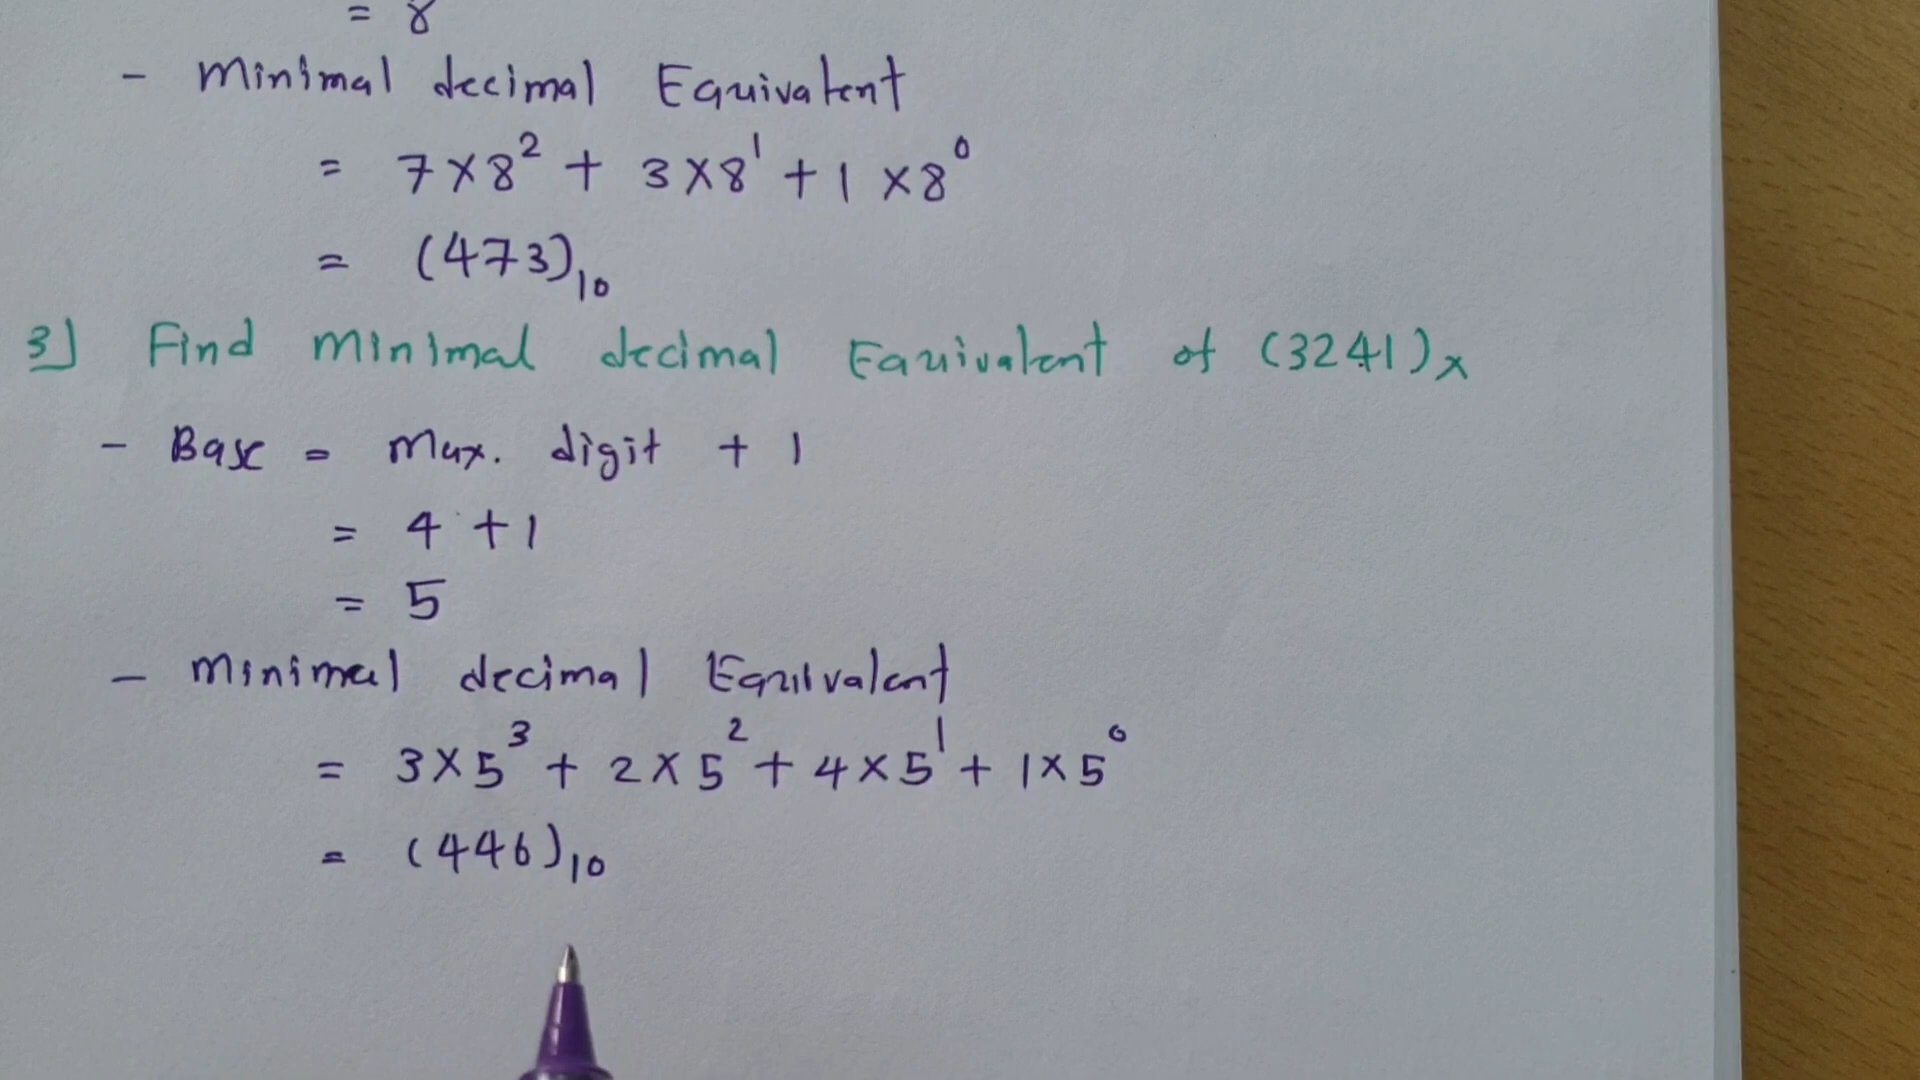 = 8
- Minimal decimal Equivalent
= 7×8² + 3×8¹ + 1×8⁰
= (473)₁₀
3] Find Minimal decimal Equivalent of (3241)ₓ
- Base = Max. digit + 1
= 4 + 1
= 5
- Minimal decimal Equivalent
= 3×5³ + 2×5² + 4×5¹ + 1×5⁰
= (446)₁₀